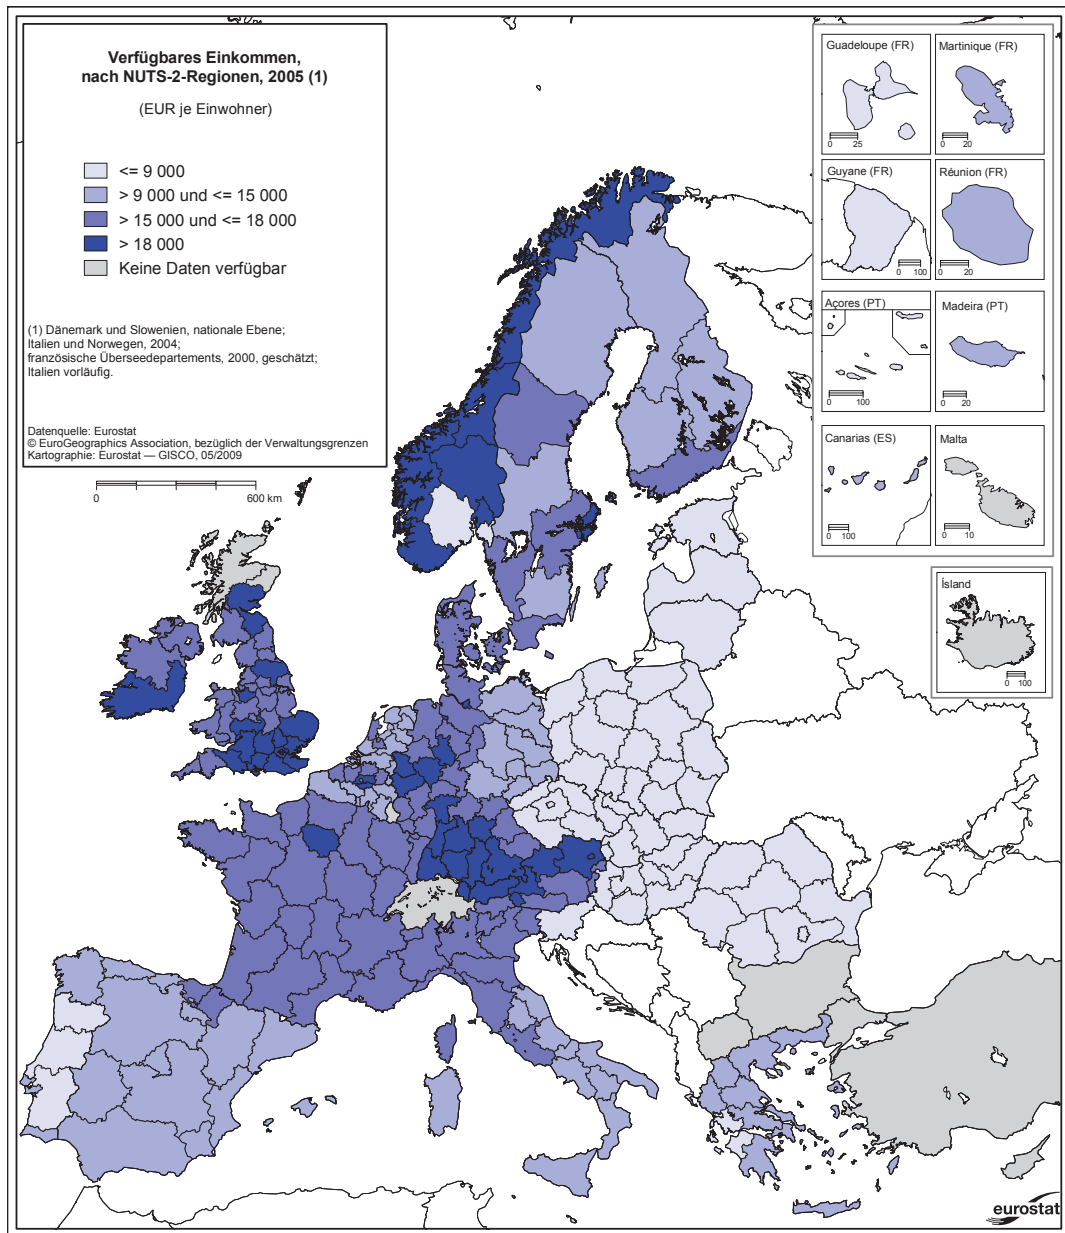 Verfügbares Einkommen,
nach NUTS-2-Regionen, 2005 (1)
(EUR je Einwohner)
<= 9 000
> 9 000 und <= 15 000
> 15 000 und <= 18 000
> 18 000
Keine Daten verfügbar
(1) Dänemark und Slowenien, nationale Ebene;
Italien und Norwegen, 2004;
französische Überseedepartements, 2000, geschätzt;
Italien vorläufig.
Datenquelle: Eurostat
© EuroGeographics Association, bezüglich der Verwaltungsgrenzen
Kartographie: Eurostat — GISCO, 05/2009
0 600 km
Guadeloupe (FR)
0 25
Martinique (FR)
0 20
Guyane (FR)
0 100
Réunion (FR)
0 20
Açores (PT)
0 100
Madeira (PT)
0 20
Canarias (ES)
0 100
Malta
0 10
Ísland
0 100
eurostat